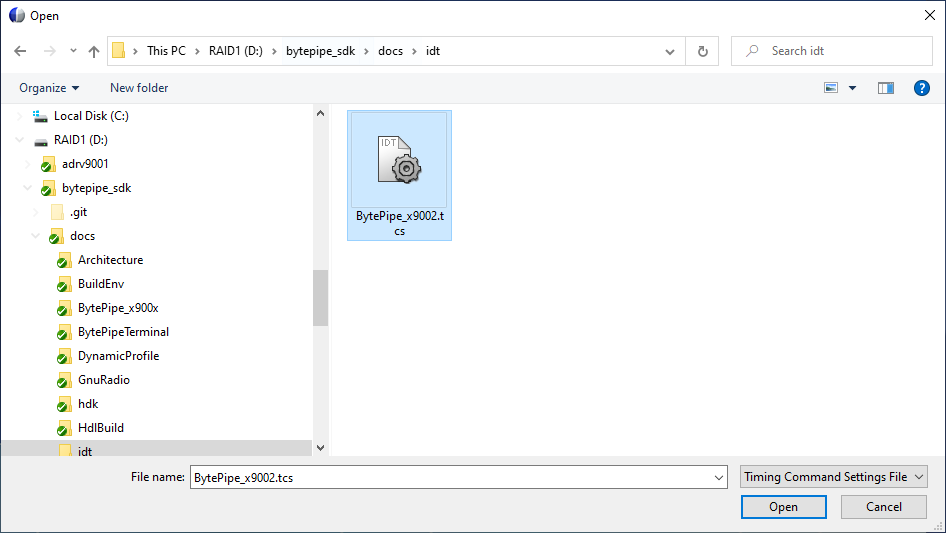 Open
This PC > RAID1 (D:) > bytepipe_sdk > docs > idt
Search idt
Organize
New folder
Local Disk (C:)
RAID1 (D:)
adrv9001
bytepipe_sdk
.git
docs
Architecture
BuildEnv
BytePipe_x900x
BytePipeTerminal
DynamicProfile
GnuRadio
hdk
HdlBuild
idt
IDT
BytePipe_x9002.t
cs
File name: BytePipe_x9002.tcs
Timing Command Settings File
Open
Cancel